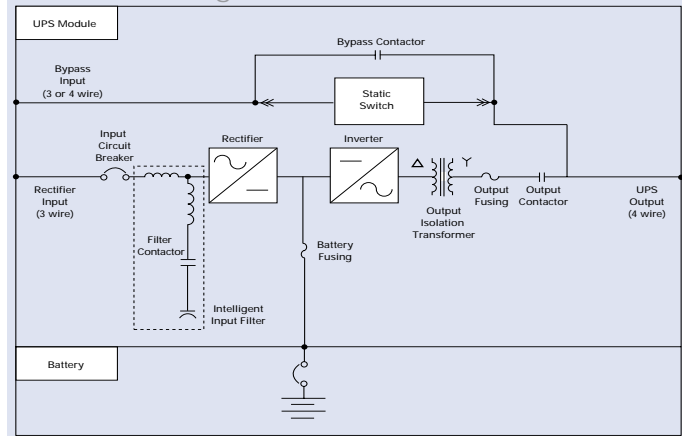 UPS Module
Bypass Contactor
Bypass
Input
(3 or 4 wire)
Static
Switch
Input
Circuit
Breaker
Rectifier
Inverter
Rectifier
Input
(3 wire)
Output
Fusing
Output
Contactor
UPS
Output
(4 wire)
Output
Isolation
Transformer
Filter
Contactor
Battery
Fusing
Intelligent
Input Filter
Battery